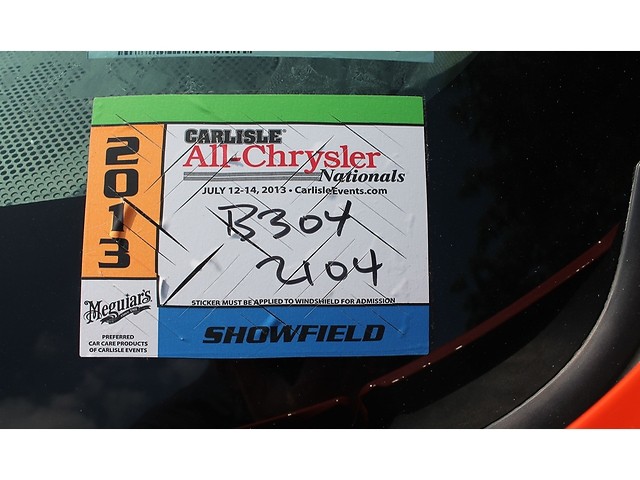 2013
CARLISLE
All-Chrysler
Nationals
JULY 12-14, 2013 • CarlisleEvents.com
B304
2104
STICKER MUST BE APPLIED TO WINDSHIELD FOR ADMISSION
Meguiar's
PREFERRED
CAR CARE PRODUCTS
OF CARLISLE EVENTS
SHOWFIELD